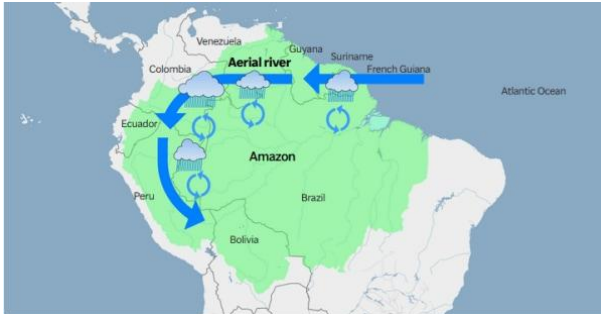 Venezuela
Guyana
Suriname
French Guiana
Colombia
Aerial river
Atlantic Ocean
Ecuador
Amazon
Peru
Brazil
Bolivia